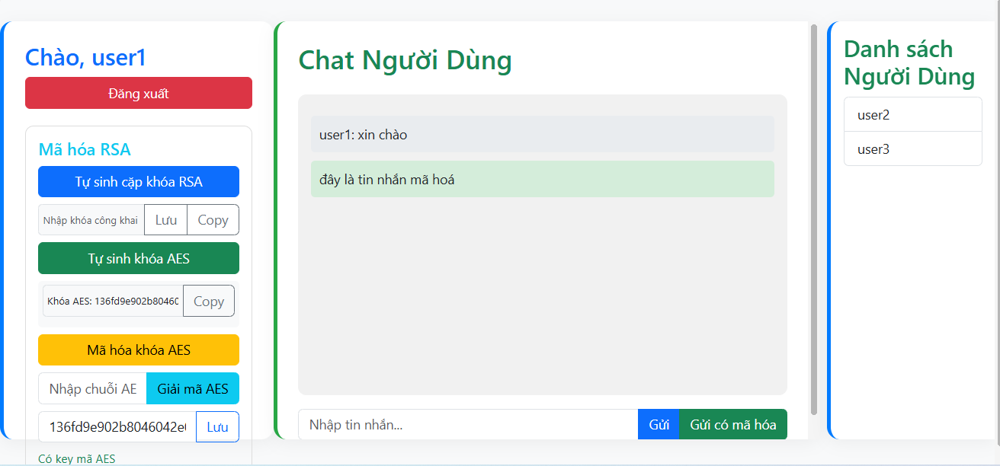 Chào, user1
Đăng xuất
Mã hóa RSA
Tự sinh cặp khóa RSA
Nhập khóa công khai
Lưu
Copy
Tự sinh khóa AES
Khóa AES: 136fd9e902b80460
Copy
Mã hóa khóa AES
Nhập chuỗi AE
Giải mã AES
136fd9e902b8046042e
Lưu
Có key mã AES
Chat Người Dùng
user1: xin chào
đây là tin nhắn mã hoá
Nhập tin nhắn...
Gửi
Gửi có mã hóa
Danh sách
Người Dùng
user2
user3